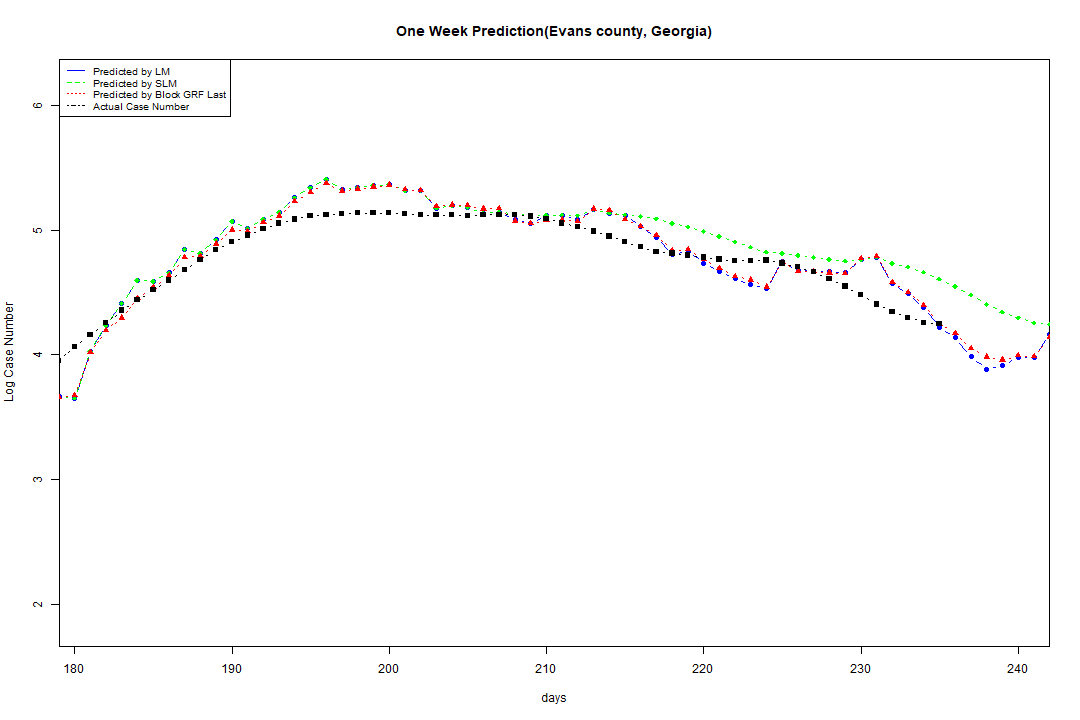 One Week Prediction(Evans county, Georgia)
Predicted by LM
Predicted by SLM
Predicted by Block GRF Last
Actual Case Number
6
5
4
3
2
Log Case Number
180 190 200 210 220 230 240
days